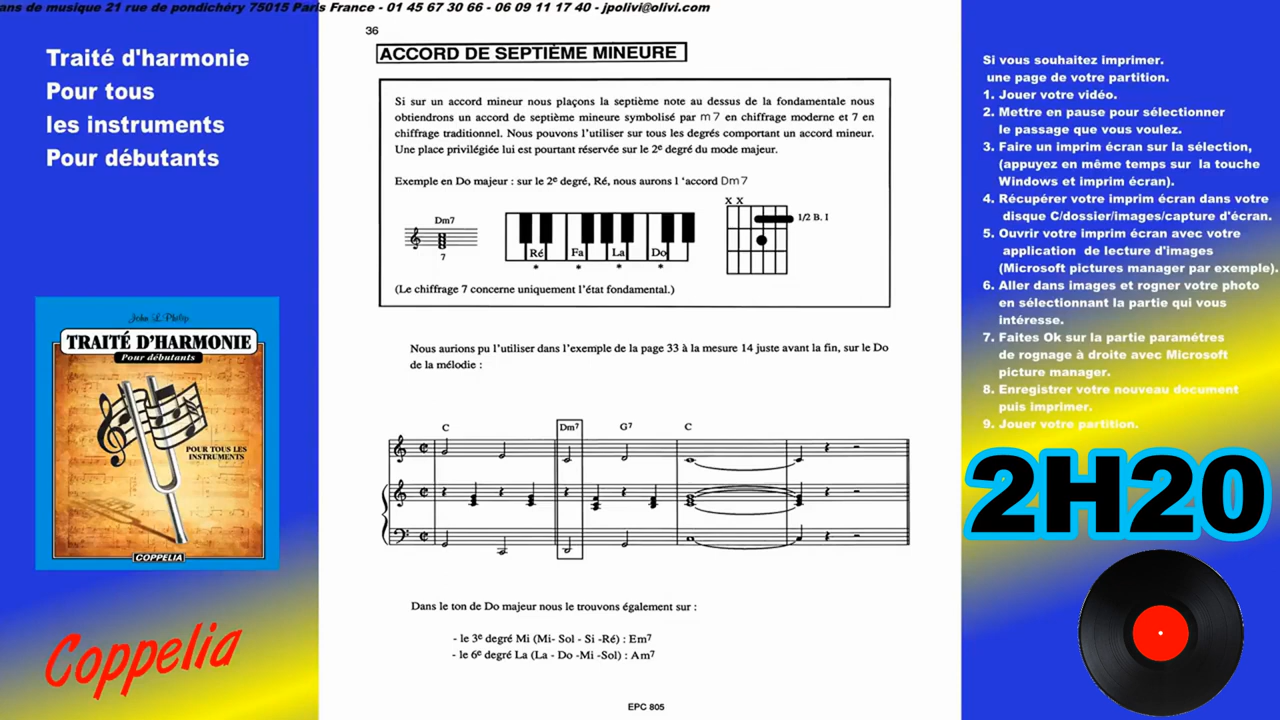 ans de musique 21 rue de pondichéry 75015 Paris France - 01 45 67 30 66 - 06 09 11 17 40 - jpolivi@olivi.com
Traité d'harmonie
Pour tous
les instruments
Pour débutants
John L. Philip
TRAITÉ D'HARMONIE
Pour débutants
POUR TOUS LES
INSTRUMENTS
COPPELIA
Coppelia
36
ACCORD DE SEPTIÈME MINEURE
Si sur un accord mineur nous plaçons la septième note au dessus de la fondamentale nous
obtiendrons un accord de septième mineure symbolisé par m7 en chiffrage moderne et 7 en
chiffrage traditionnel. Nous pouvons l'utiliser sur tous les degrés comportant un accord mineur.
Une place privilégiée lui est pourtant réservée sur le 2e degré du mode majeur.
Exemple en Do majeur : sur le 2e degré, Ré, nous aurons l 'accord Dm7
Dm7
7
Ré Fa La Do
* * * *
X X
1/2 B. I
(Le chiffrage 7 concerne uniquement l'état fondamental.)
Nous aurions pu l'utiliser dans l'exemple de la page 33 à la mesure 14 juste avant la fin, sur le Do
de la mélodie :
C Dm7 G7 C
Dans le ton de Do majeur nous le trouvons également sur :
- le 3e degré Mi (Mi- Sol - Si -Ré) : Em7
- le 6e degré La (La - Do -Mi -Sol) : Am7
EPC 805
Si vous souhaitez imprimer.
une page de votre partition.
1. Jouer votre vidéo.
2. Mettre en pause pour sélectionner
le passage que vous voulez.
3. Faire un imprim écran sur la sélection,
(appuyez en même temps sur la touche
Windows et imprim écran).
4. Récupérer votre imprim écran dans votre
disque C/dossier/images/capture d'écran.
5. Ouvrir votre imprim écran avec votre
application de lecture d'images
(Microsoft pictures manager par exemple).
6. Aller dans images et rogner votre photo
en sélectionnant la partie qui vous
intéresse.
7. Faites Ok sur la partie paramétres
de rognage à droite avec Microsoft
picture manager.
8. Enregistrer votre nouveau document
puis imprimer.
9. Jouer votre partition.
2H20